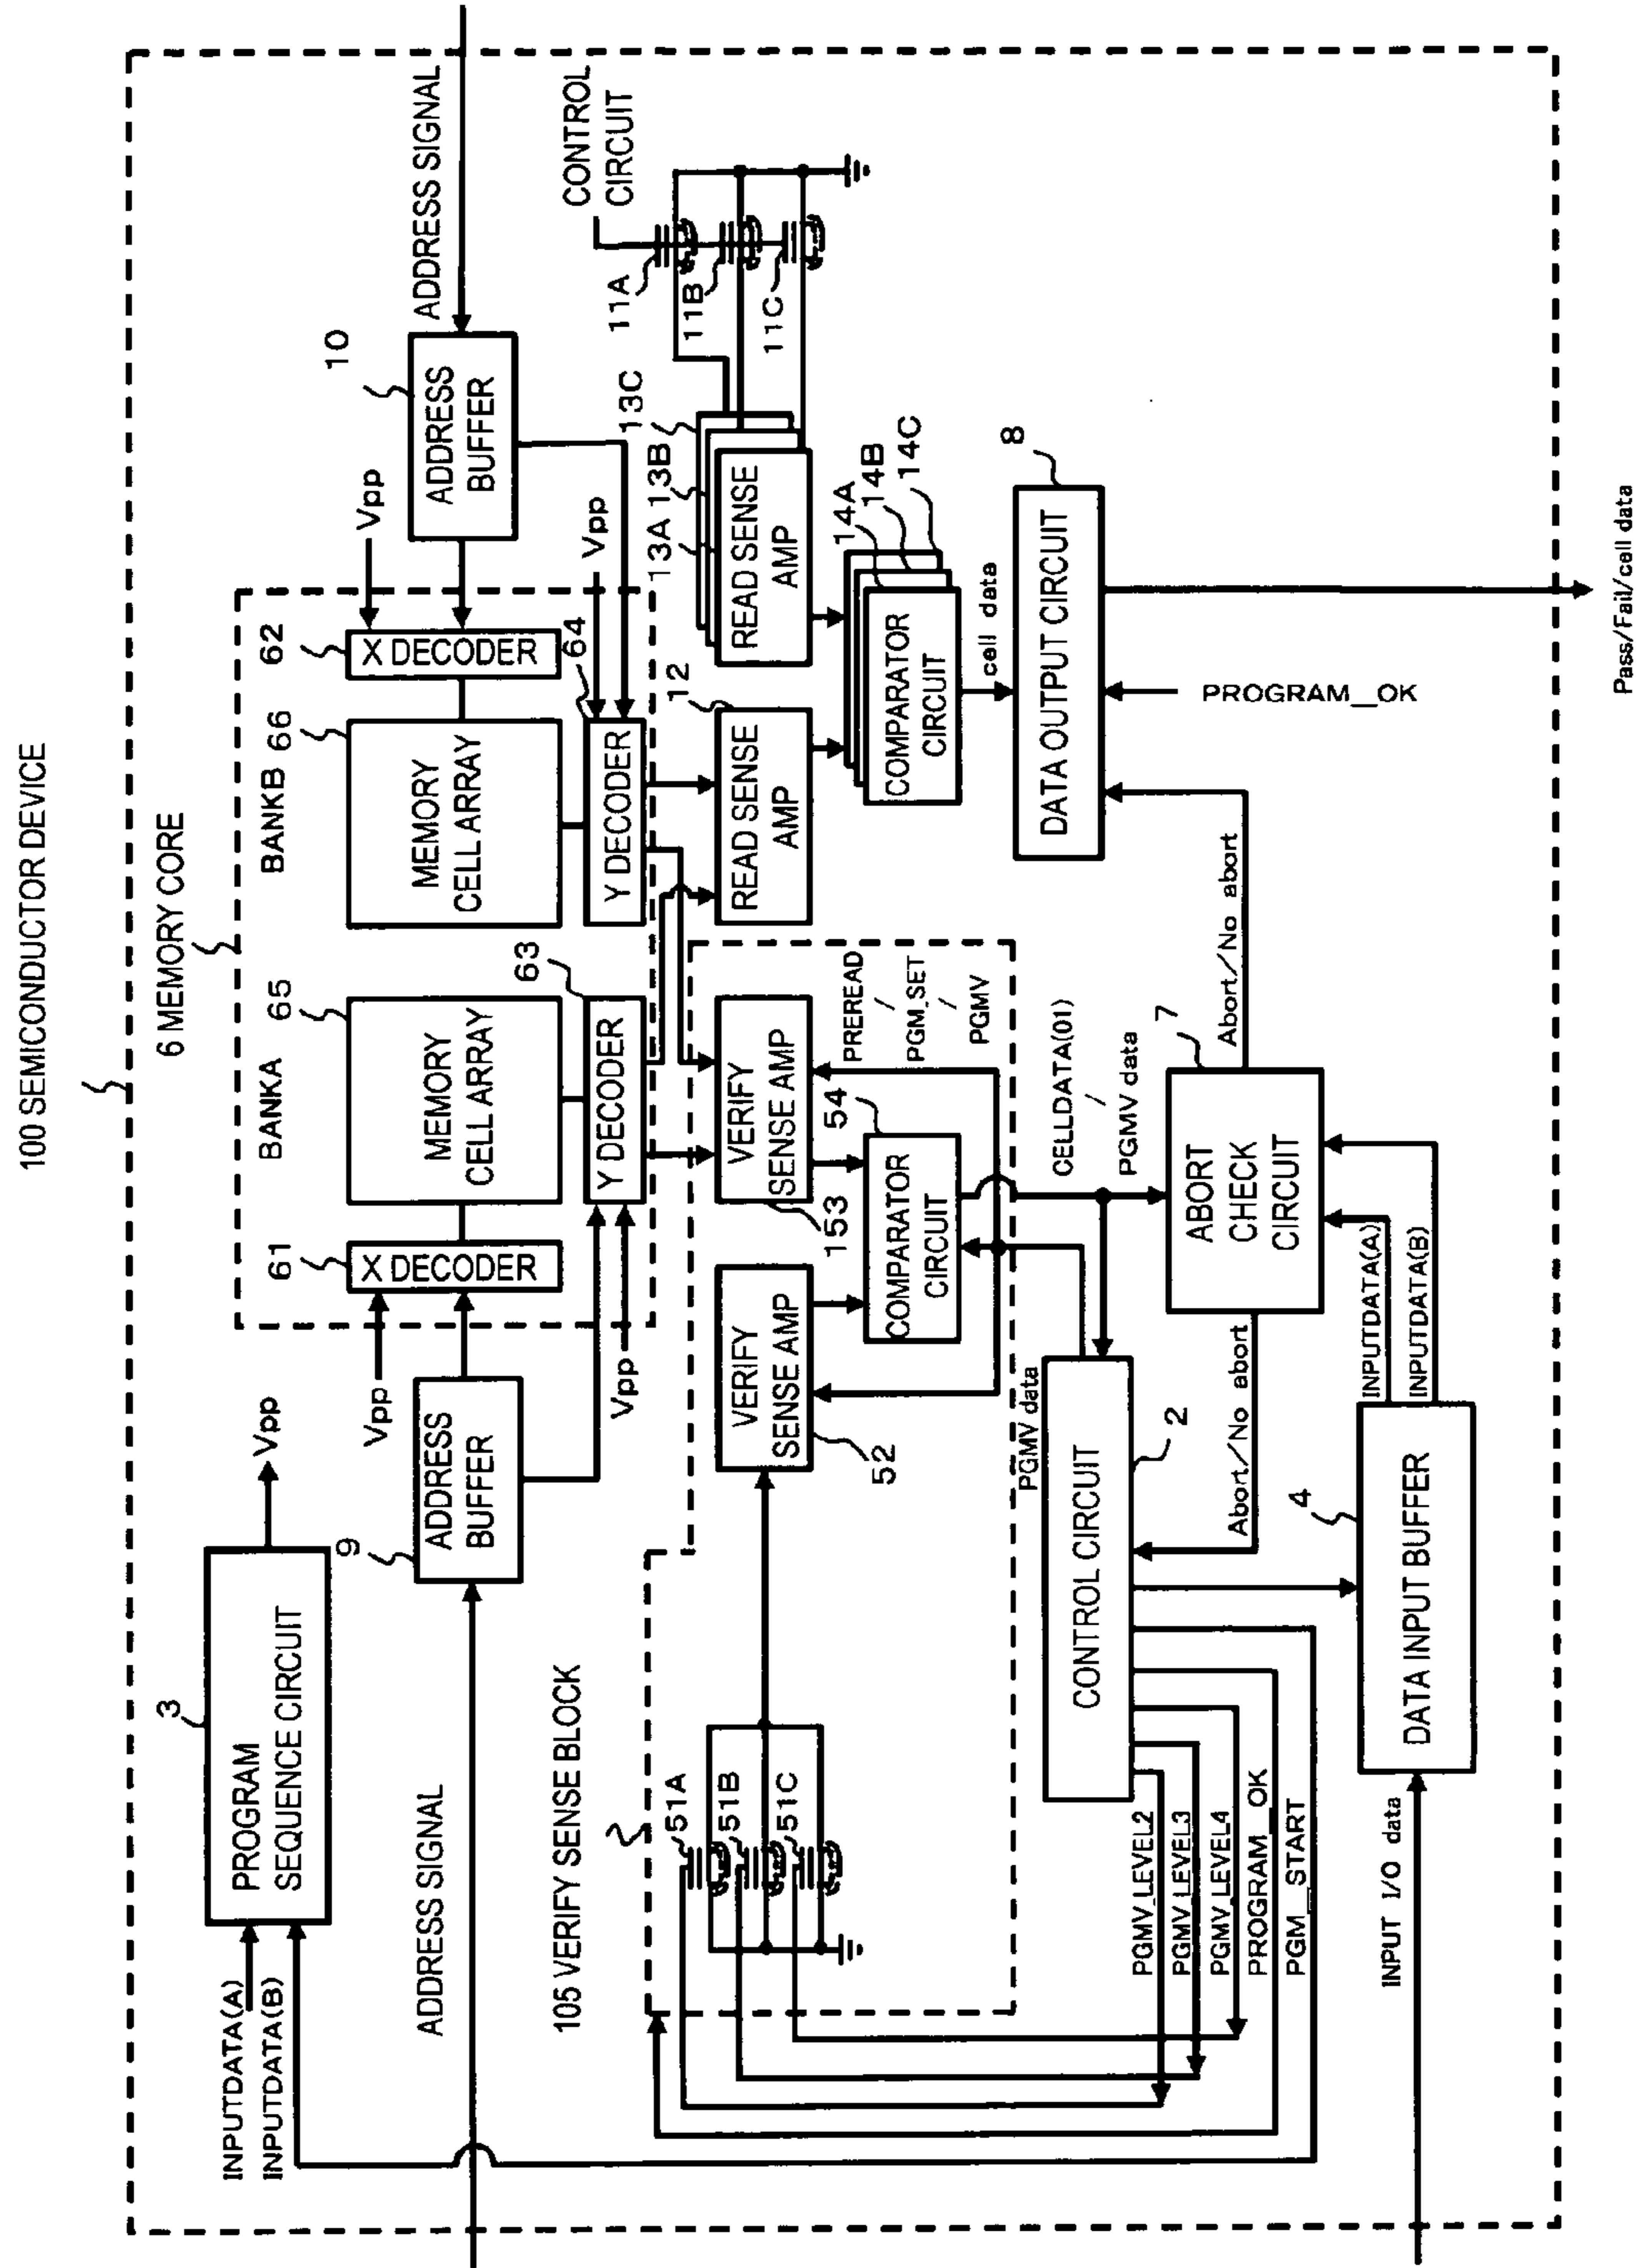 100 SEMICONDUCTOR DEVICE
6 MEMORY CORE
3
PROGRAM
SEQUENCE CIRCUIT
Vpp
INPUTDATA(A)
INPUTDATA(B)
ADDRESS SIGNAL
9
ADDRESS
BUFFER
Vpp
Vpp
61
X DECODER
BANKA
65
MEMORY
CELL ARRAY
63
Y DECODER
BANKB
66
MEMORY
CELL ARRAY
62
X DECODER
64
Y DECODER
Vpp
Vpp
10
ADDRESS
BUFFER
ADDRESS SIGNAL
105 VERIFY SENSE BLOCK
51A
51B
51C
VERIFY
SENSE AMP
52
VERIFY
SENSE AMP
153
COMPARATOR
CIRCUIT
54
PREREAD
/
PGM_SET
/
PGMV
12
READ SENSE
AMP
13A
13B
13C
READ SENSE
AMP
CONTROL
CIRCUIT
11A
11B
11C
14A
14B
14C
COMPARATOR
CIRCUIT
cell data
8
DATA OUTPUT CIRCUIT
PROGRAM_OK
Pass/Fail/cell data
CELLDATA(01)
/
PGMV data
PGMV data
CONTROL CIRCUIT
2
7
ABORT
CHECK
CIRCUIT
Abort/No abort
Abort/No abort
PGMV_LEVEL2
PGMV_LEVEL3
PGMV_LEVEL4
PROGRAM_OK
PGM_START
INPUTDATA(A)
INPUTDATA(B)
4
DATA INPUT BUFFER
INPUT I/O data